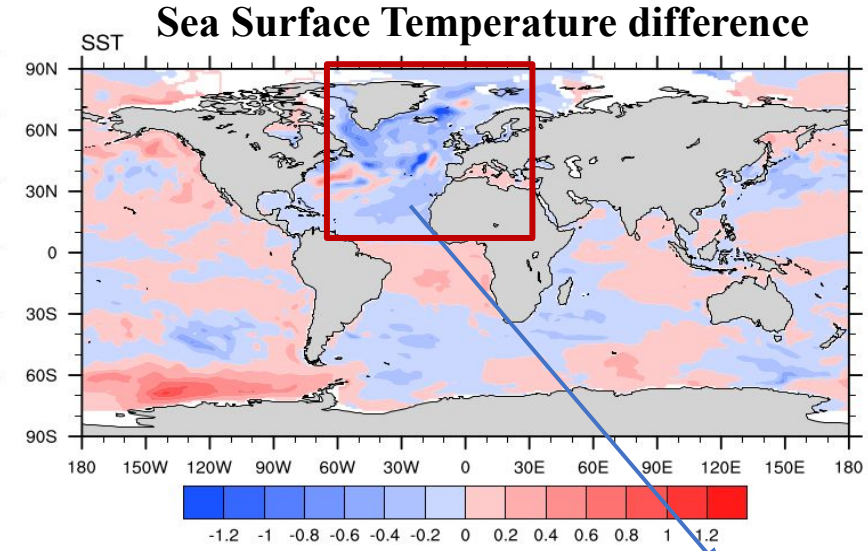 Sea Surface Temperature difference
SST
90N
60N
30N
0
30S
60S
90S
180 150W 120W 90W 60W 30W 0 30E 60E 90E 120E 150E 180
-1.2 -1 -0.8 -0.6 -0.4 -0.2 0 0.2 0.4 0.6 0.8 1 1.2